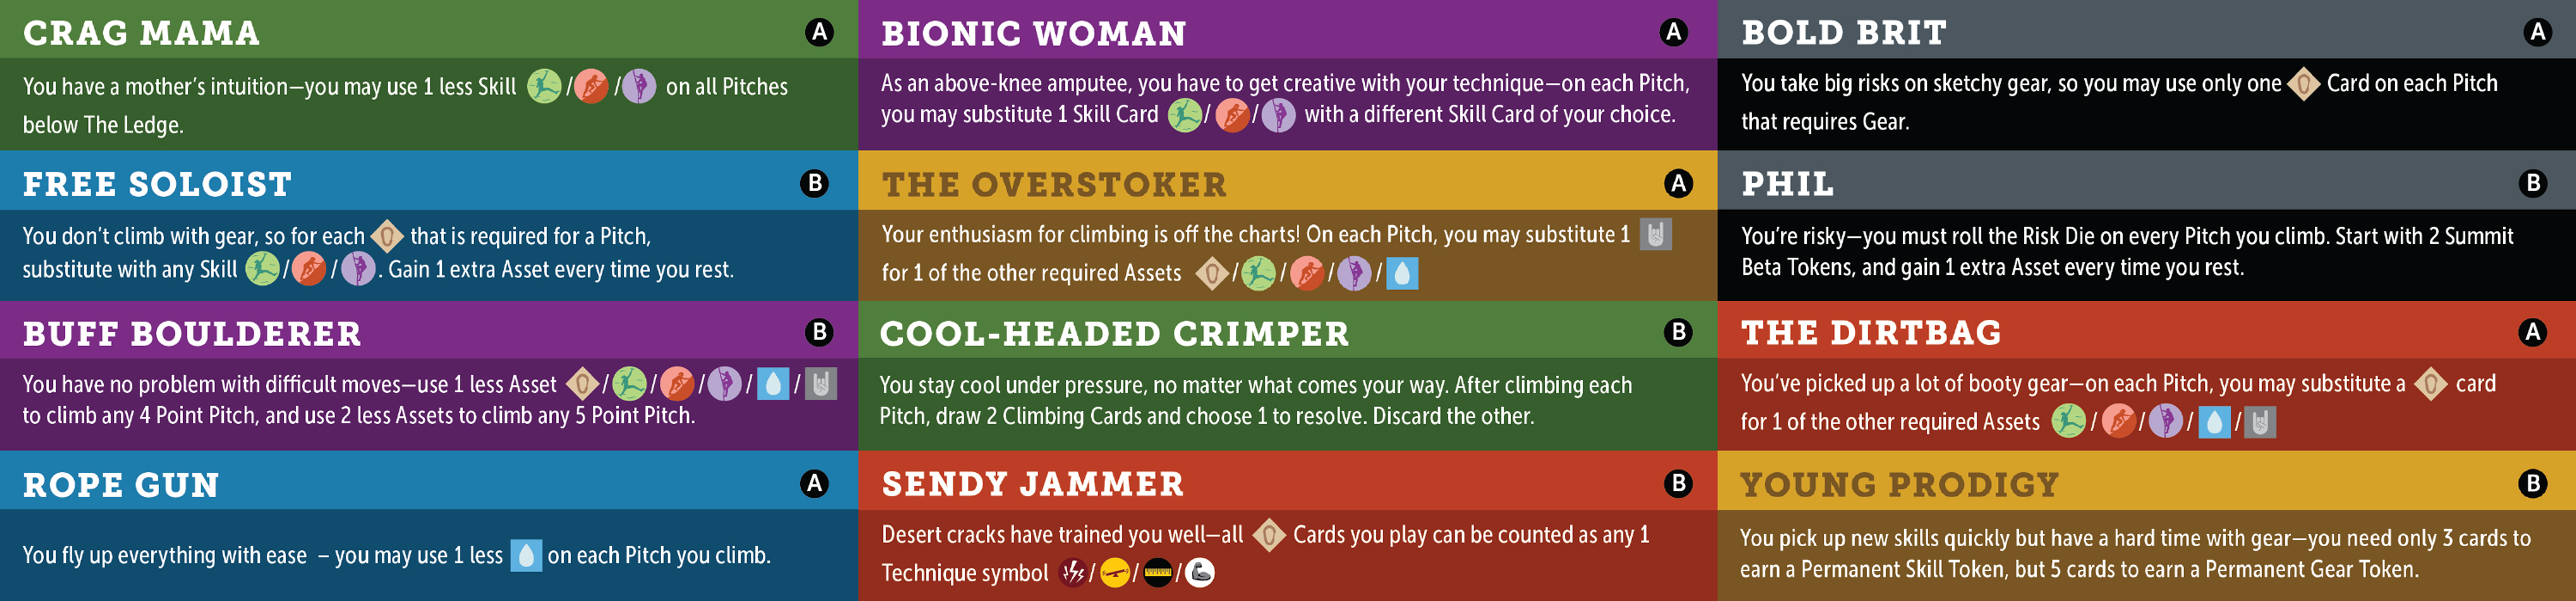 CRAG MAMA A
You have a mother's intuition—you may use 1 less Skill / / on all Pitches
below The Ledge.
BIONIC WOMAN A
As an above-knee amputee, you have to get creative with your technique—on each Pitch,
you may substitute 1 Skill Card / / with a different Skill Card of your choice.
BOLD BRIT A
You take big risks on sketchy gear, so you may use only one Card on each Pitch
that requires Gear.
FREE SOLOIST B
You don't climb with gear, so for each that is required for a Pitch,
substitute with any Skill / / . Gain 1 extra Asset every time you rest.
THE OVERSTOKER A
Your enthusiasm for climbing is off the charts! On each Pitch, you may substitute 1
for 1 of the other required Assets / / / /
PHIL B
You're risky—you must roll the Risk Die on every Pitch you climb. Start with 2 Summit
Beta Tokens, and gain 1 extra Asset every time you rest.
BUFF BOULDERER B
You have no problem with difficult moves—use 1 less Asset / / / / /
to climb any 4 Point Pitch, and use 2 less Assets to climb any 5 Point Pitch.
COOL-HEADED CRIMPER B
You stay cool under pressure, no matter what comes your way. After climbing each
Pitch, draw 2 Climbing Cards and choose 1 to resolve. Discard the other.
THE DIRTBAG A
You've picked up a lot of booty gear—on each Pitch, you may substitute a card
for 1 of the other required Assets / / / /
ROPE GUN A
You fly up everything with ease – you may use 1 less on each Pitch you climb.
SENDY JAMMER B
Desert cracks have trained you well—all Cards you play can be counted as any 1
Technique symbol / / /
YOUNG PRODIGY B
You pick up new skills quickly but have a hard time with gear—you need only 3 cards to
earn a Permanent Skill Token, but 5 cards to earn a Permanent Gear Token.